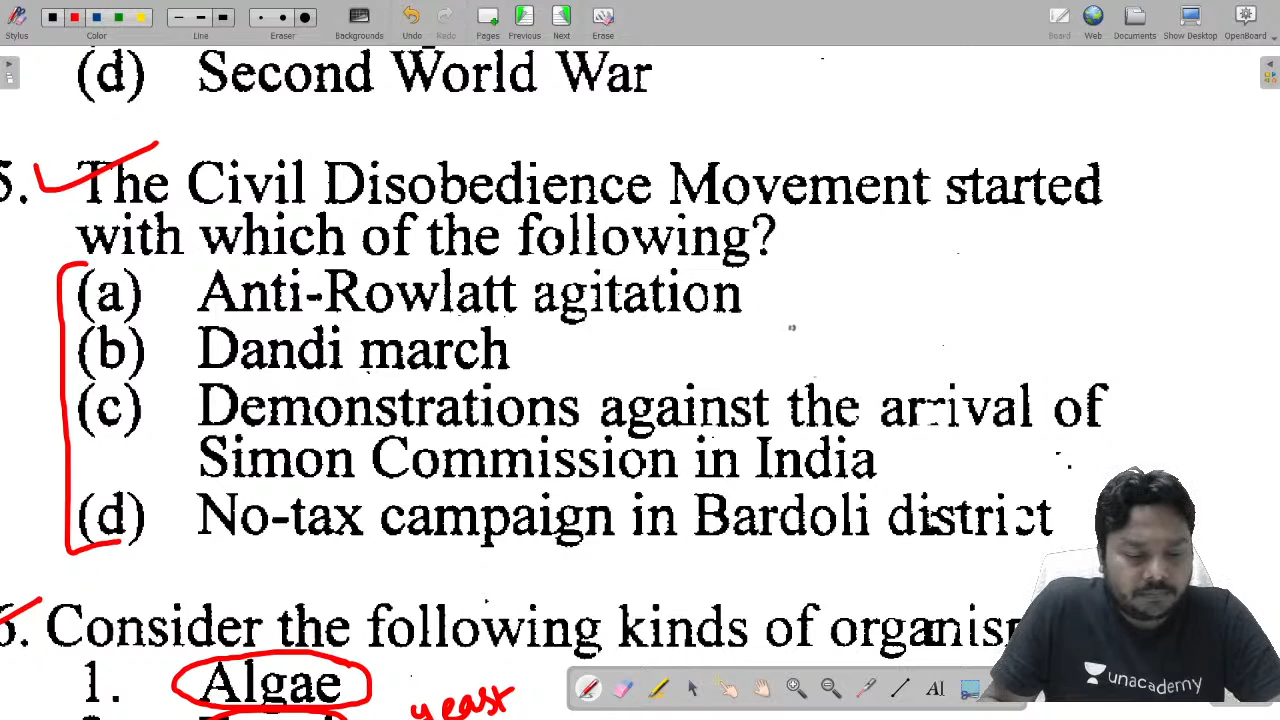 Stylus
Color
Line
Eraser
Backgrounds
Undo
Redo
Pages
Previous
Next
Erase
Board
Web
Documents
Show Desktop
OpenBoard
(d) Second World War
5. The Civil Disobedience Movement started
with which of the following?
(a) Anti-Rowlatt agitation
(b) Dandi march
(c) Demonstrations against the arrival of
Simon Commission in India
(d) No-tax campaign in Bardoli district
6. Consider the following kinds of organis
1. Algae
yeast
unacademy
AI